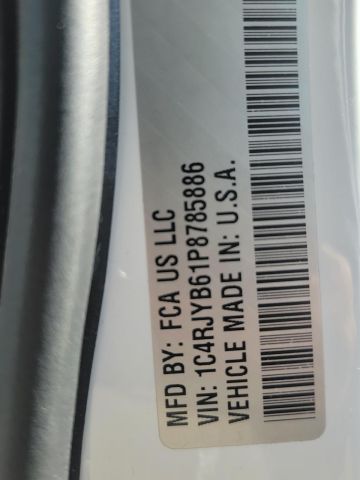 MFD BY: FCA US LLC
VIN: 1C4RJYB61P8785886
VEHICLE MADE IN: U.S.A.